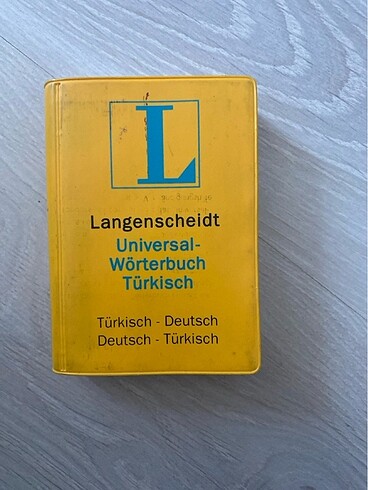 L
Langenscheidt
Universal-
Wörterbuch
Türkisch
Türkisch - Deutsch
Deutsch - Türkisch